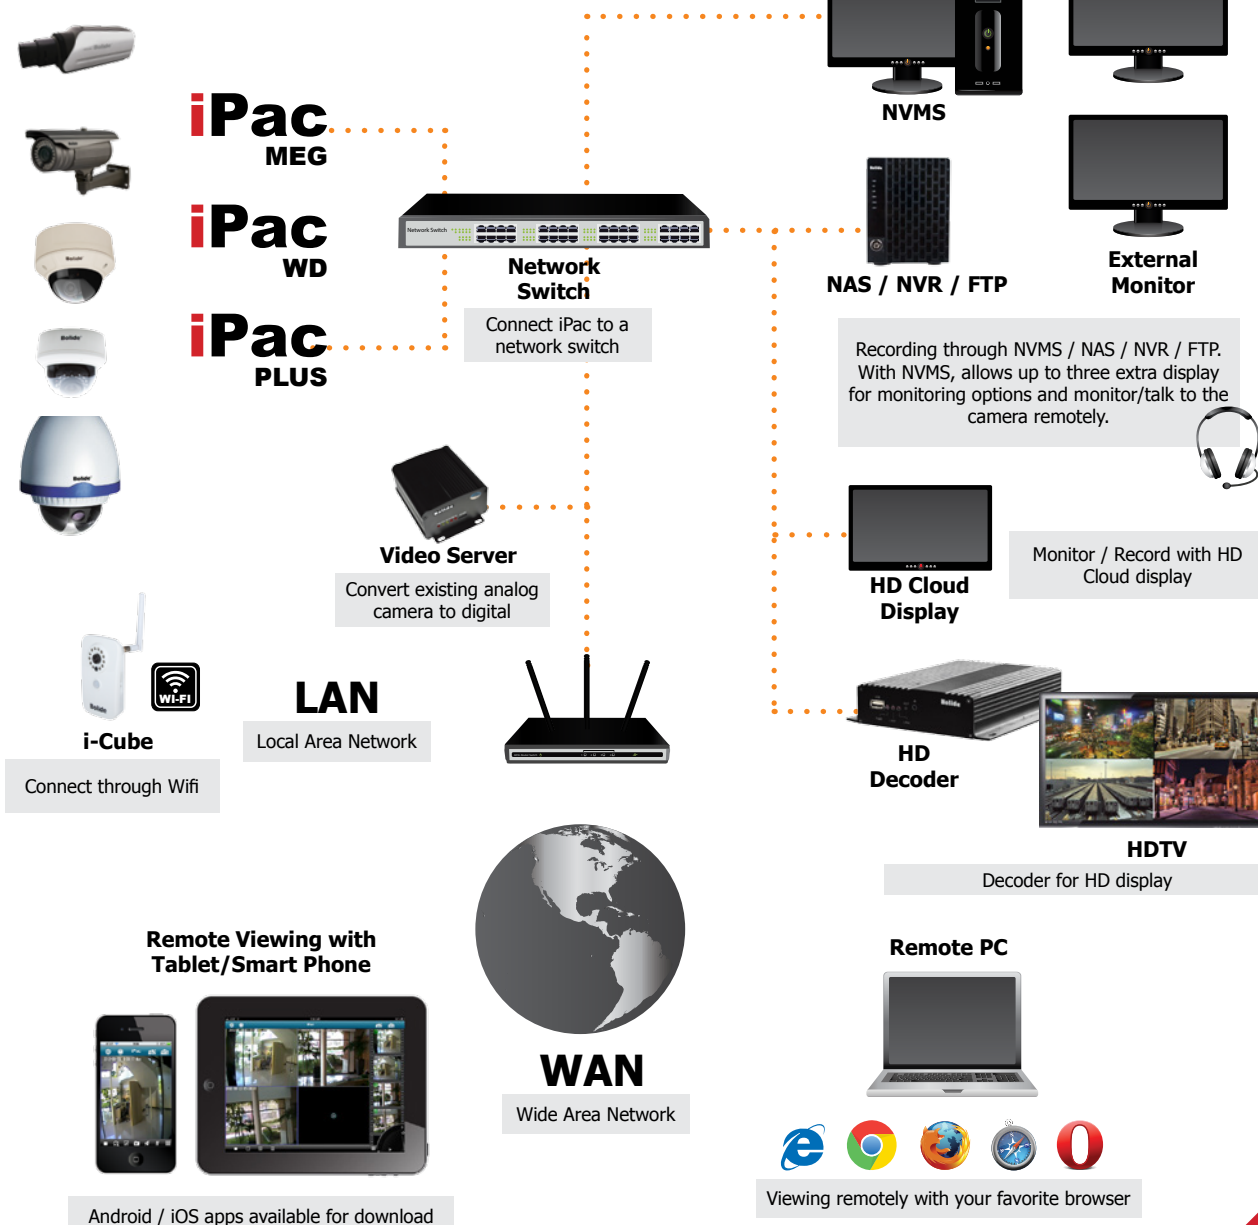 iPac
MEG
iPac
WD
iPac
PLUS
Network Switch
Network
Switch
Connect iPac to a
network switch
NVMS
NAS / NVR / FTP
External
Monitor
Recording through NVMS / NAS / NVR / FTP.
With NVMS, allows up to three extra display
for monitoring options and monitor/talk to the
camera remotely.
Video Server
Convert existing analog
camera to digital
HD Cloud
Display
Monitor / Record with HD
Cloud display
Wi-Fi
i-Cube
Connect through Wifi
LAN
Local Area Network
Bolide
HD
Decoder
HDTV
Decoder for HD display
Remote Viewing with
Tablet/Smart Phone
Android / iOS apps available for download
WAN
Wide Area Network
Remote PC
Viewing remotely with your favorite browser